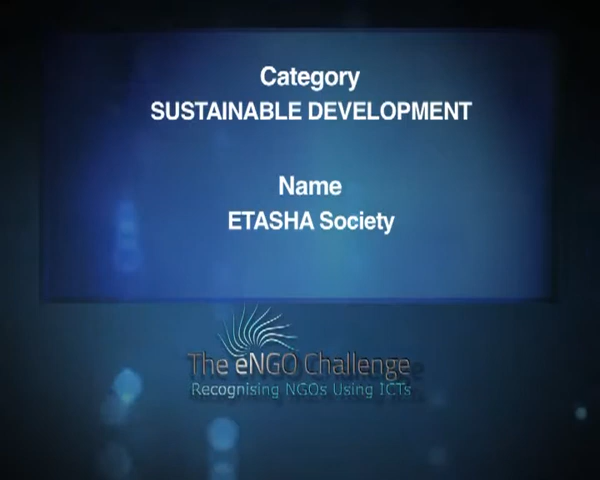 Category
SUSTAINABLE DEVELOPMENT
Name
ETASHA Society
The eNGO Challenge
Recognising NGOs Using ICTs